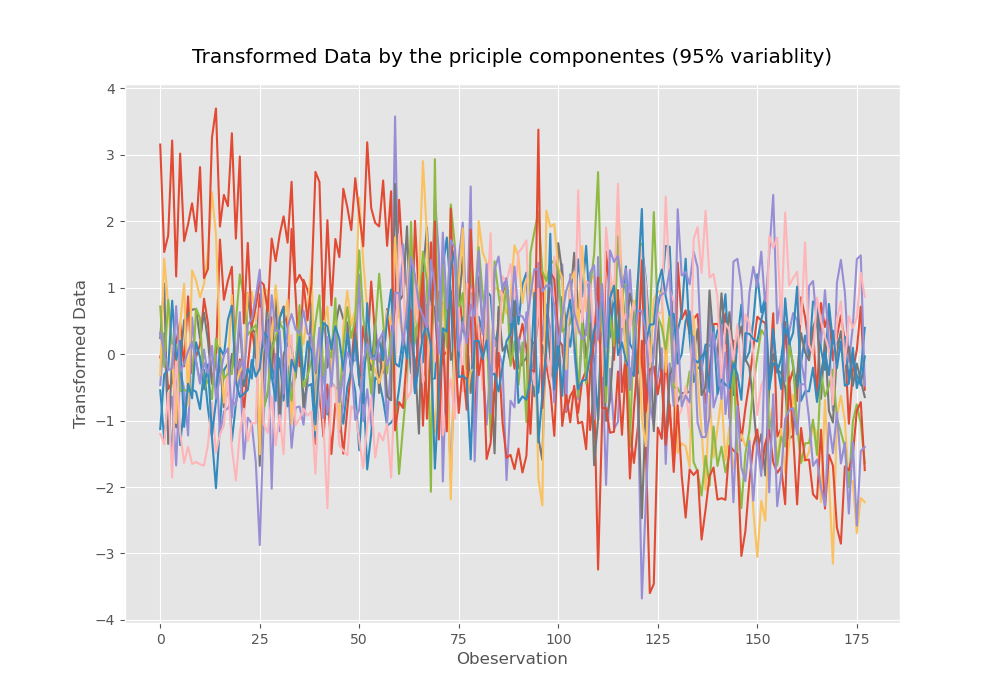 Transformed Data by the priciple componentes (95% variablity)
4
3
2
1
0
−1
−2
−3
−4
Transformed Data
0 25 50 75 100 125 150 175
Obeservation